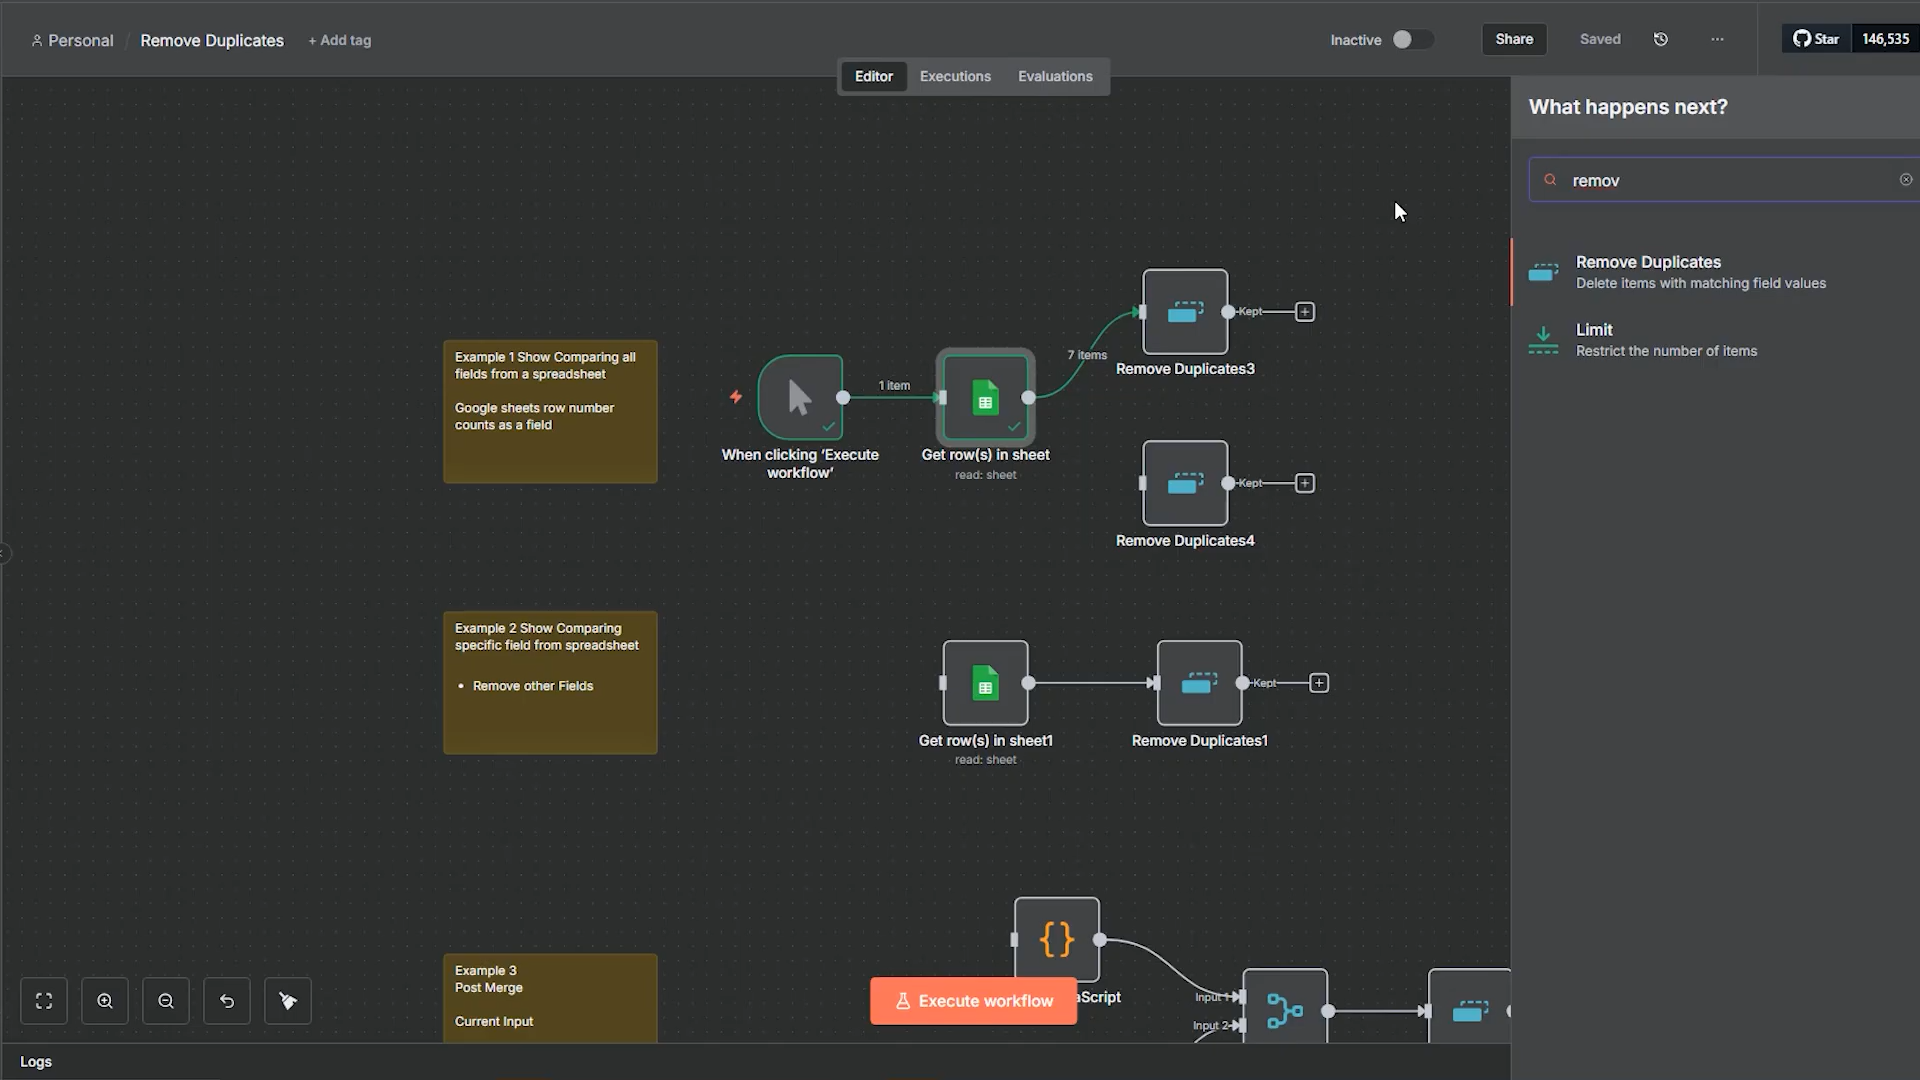 Personal / Remove Duplicates + Add tag
Inactive
Share
Saved
Star 146,535
Editor Executions Evaluations
What happens next?
remov
Remove Duplicates
Delete items with matching field values
Limit
Restrict the number of items
Example 1 Show Comparing all
fields from a spreadsheet
Google sheets row number
counts as a field
1 item
When clicking ‘Execute
workflow’
Get row(s) in sheet
read: sheet
7 items
Kept
Remove Duplicates3
Kept
Remove Duplicates4
Example 2 Show Comparing
specific field from spreadsheet
• Remove other Fields
Get row(s) in sheet1
read: sheet
Kept
Remove Duplicates1
Example 3
Post Merge
Current Input
{}
aScript
Input 1
Input 2
Execute workflow
Logs